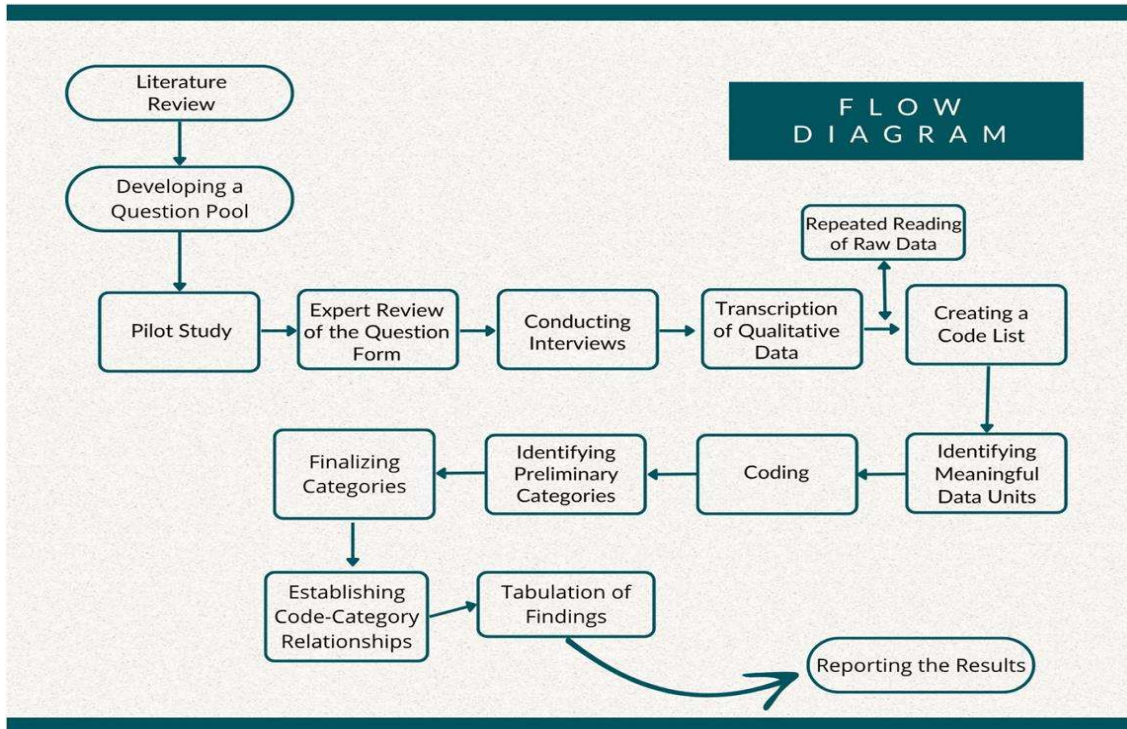 Literature
Review
FLOW
DIAGRAM
Developing a
Question Pool
Repeated Reading
of Raw Data
Pilot Study
Expert Review
of the Question
Form
Conducting
Interviews
Transcription
of Qualitative
Data
Creating a
Code List
Identifying
Meaningful
Data Units
Coding
Identifying
Preliminary
Categories
Finalizing
Categories
Establishing
Code-Category
Relationships
Tabulation of
Findings
Reporting the Results